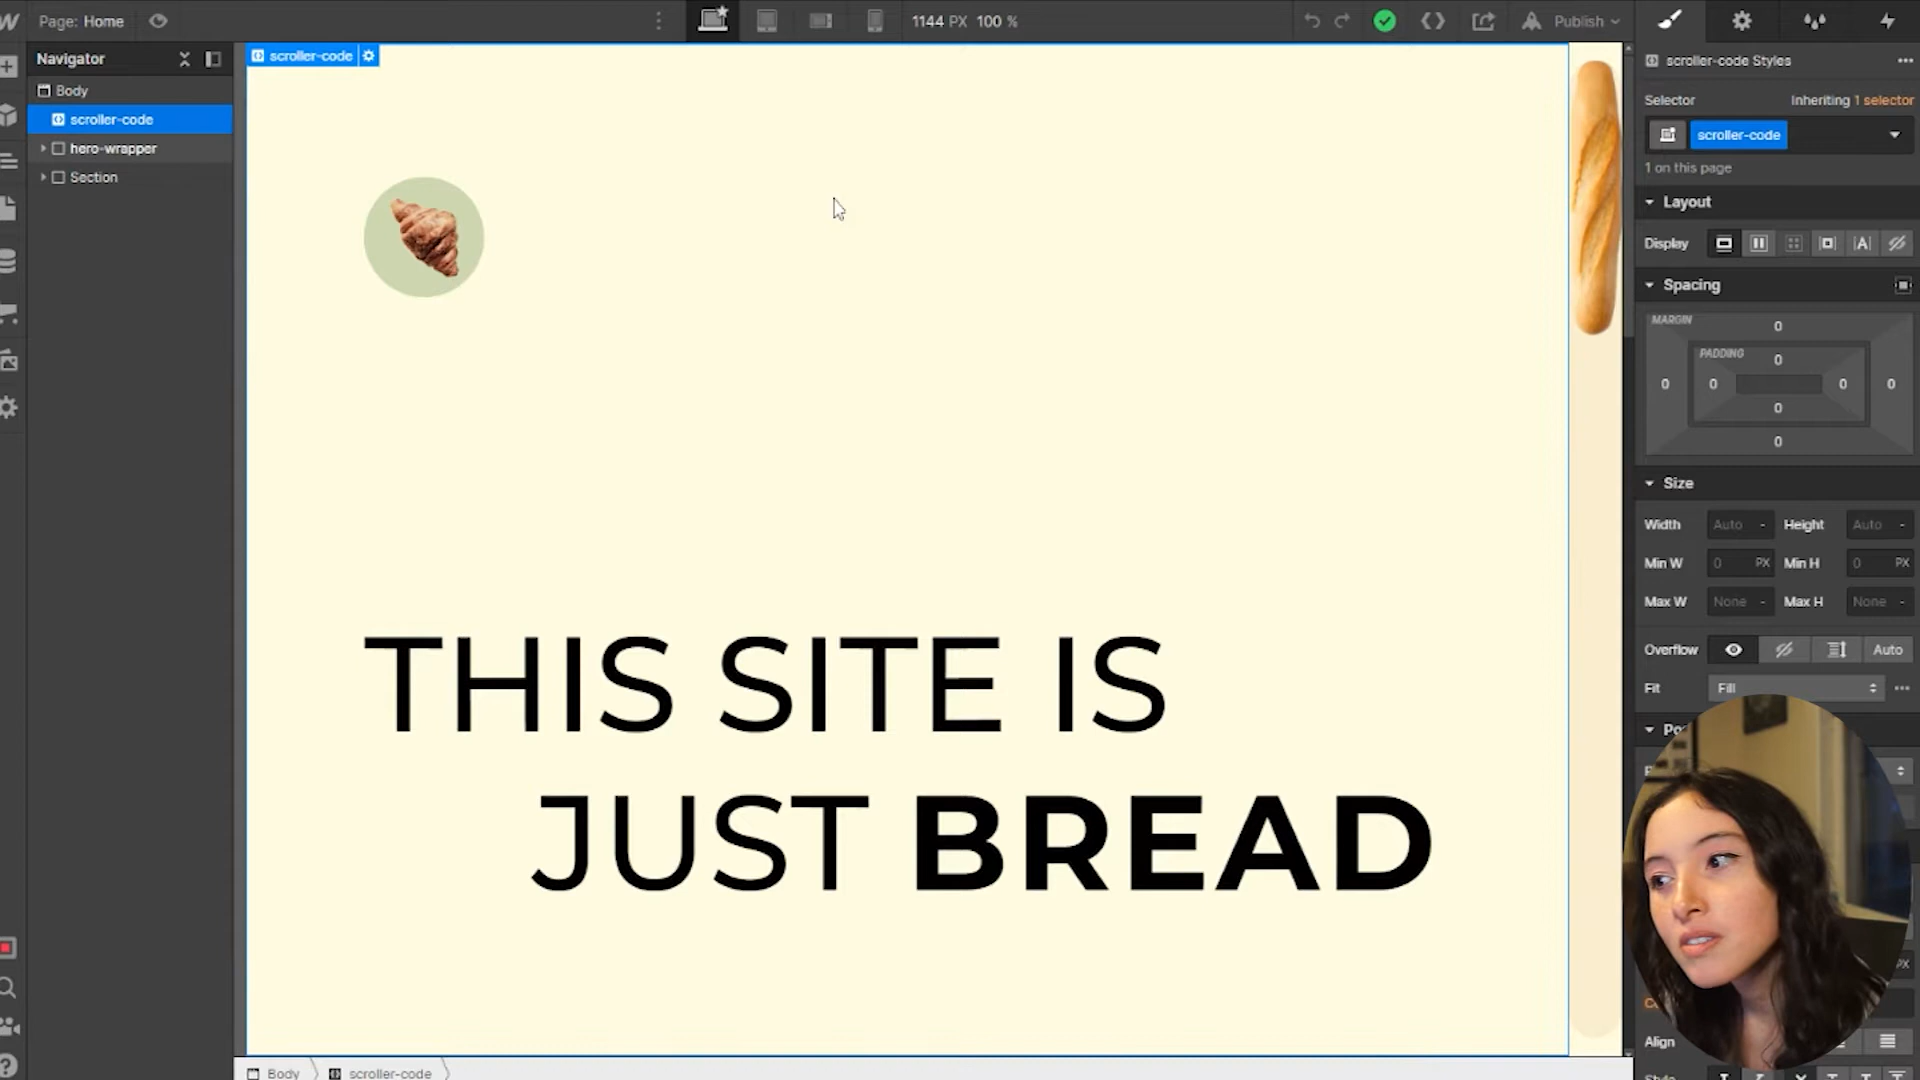 Page: Home
1144 PX 100 %
Publish
Navigator
Body
scroller-code
hero-wrapper
Section
scroller-code
THIS SITE IS
JUST BREAD
Body
scroller-code
scroller-code Styles
Selector
Inheriting 1 selector
scroller-code
1 on this page
Layout
Display
Spacing
MARGIN
0
PADDING
0
0 0 0 0
0
0
Size
Width Auto - Height Auto -
Min W 0 PX Min H 0 PX
Max W None - Max H None -
Overflow Auto
Fit Fill
PX
Align
Style